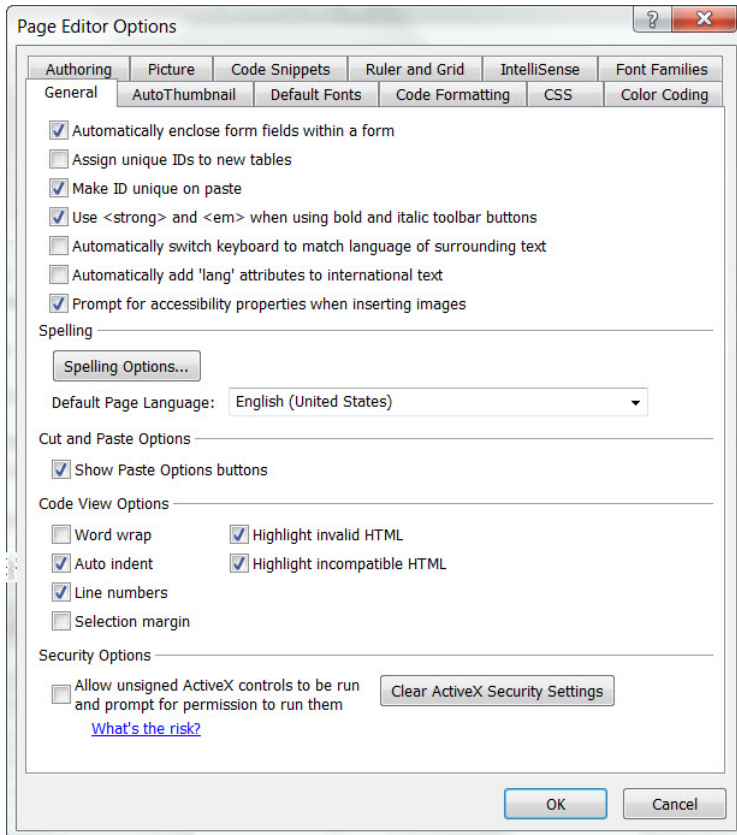 Page Editor Options
Authoring Picture Code Snippets Ruler and Grid IntelliSense Font Families
General AutoThumbnail Default Fonts Code Formatting CSS Color Coding
Automatically enclose form fields within a form
Assign unique IDs to new tables
Make ID unique on paste
Use <strong> and <em> when using bold and italic toolbar buttons
Automatically switch keyboard to match language of surrounding text
Automatically add 'lang' attributes to international text
Prompt for accessibility properties when inserting images
Spelling
Spelling Options...
Default Page Language: English (United States)
Cut and Paste Options
Show Paste Options buttons
Code View Options
Word wrap Highlight invalid HTML
Auto indent Highlight incompatible HTML
Line numbers
Selection margin
Security Options
Allow unsigned ActiveX controls to be run
and prompt for permission to run them
Clear ActiveX Security Settings
What's the risk?
OK Cancel